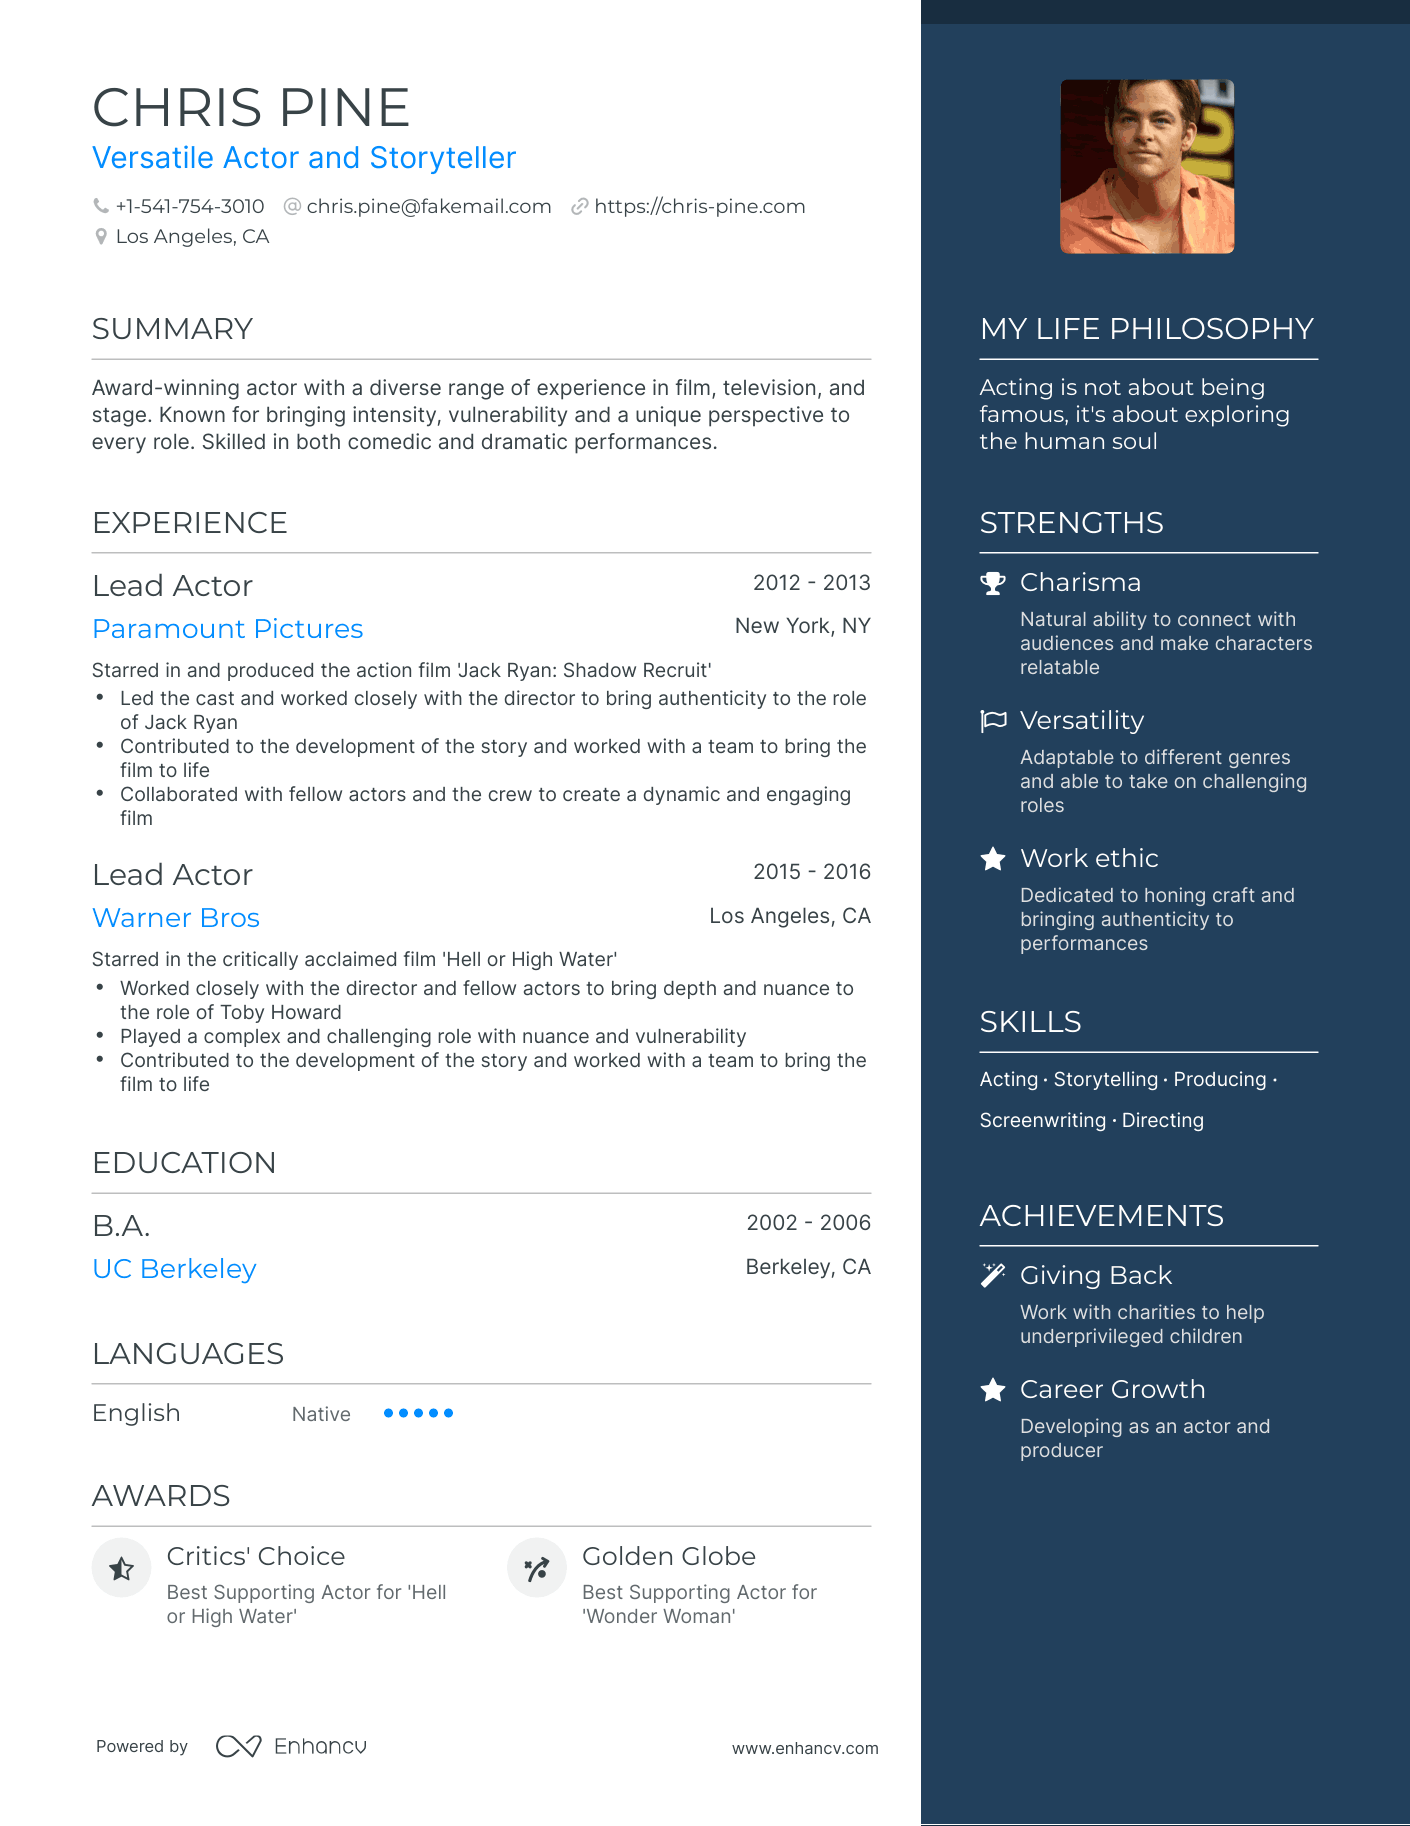 CHRIS PINE
Versatile Actor and Storyteller
+1-541-754-3010 @ chris.pine@fakemail.com https://chris-pine.com
Los Angeles, CA
SUMMARY
Award-winning actor with a diverse range of experience in film, television, and
stage. Known for bringing intensity, vulnerability and a unique perspective to
every role. Skilled in both comedic and dramatic performances.
EXPERIENCE
Lead Actor 2012 - 2013
Paramount Pictures New York, NY
Starred in and produced the action film 'Jack Ryan: Shadow Recruit'
• Led the cast and worked closely with the director to bring authenticity to the role
of Jack Ryan
• Contributed to the development of the story and worked with a team to bring the
film to life
• Collaborated with fellow actors and the crew to create a dynamic and engaging
film
Lead Actor 2015 - 2016
Warner Bros Los Angeles, CA
Starred in the critically acclaimed film 'Hell or High Water'
• Worked closely with the director and fellow actors to bring depth and nuance to
the role of Toby Howard
• Played a complex and challenging role with nuance and vulnerability
• Contributed to the development of the story and worked with a team to bring the
film to life
EDUCATION
B.A. 2002 - 2006
UC Berkeley Berkeley, CA
LANGUAGES
English Native
AWARDS
Critics' Choice
Best Supporting Actor for 'Hell
or High Water'
Golden Globe
Best Supporting Actor for
'Wonder Woman'
Powered by Enhancv www.enhancv.com
MY LIFE PHILOSOPHY
Acting is not about being
famous, it's about exploring
the human soul
STRENGTHS
Charisma
Natural ability to connect with
audiences and make characters
relatable
Versatility
Adaptable to different genres
and able to take on challenging
roles
Work ethic
Dedicated to honing craft and
bringing authenticity to
performances
SKILLS
Acting · Storytelling · Producing ·
Screenwriting · Directing
ACHIEVEMENTS
Giving Back
Work with charities to help
underprivileged children
Career Growth
Developing as an actor and
producer